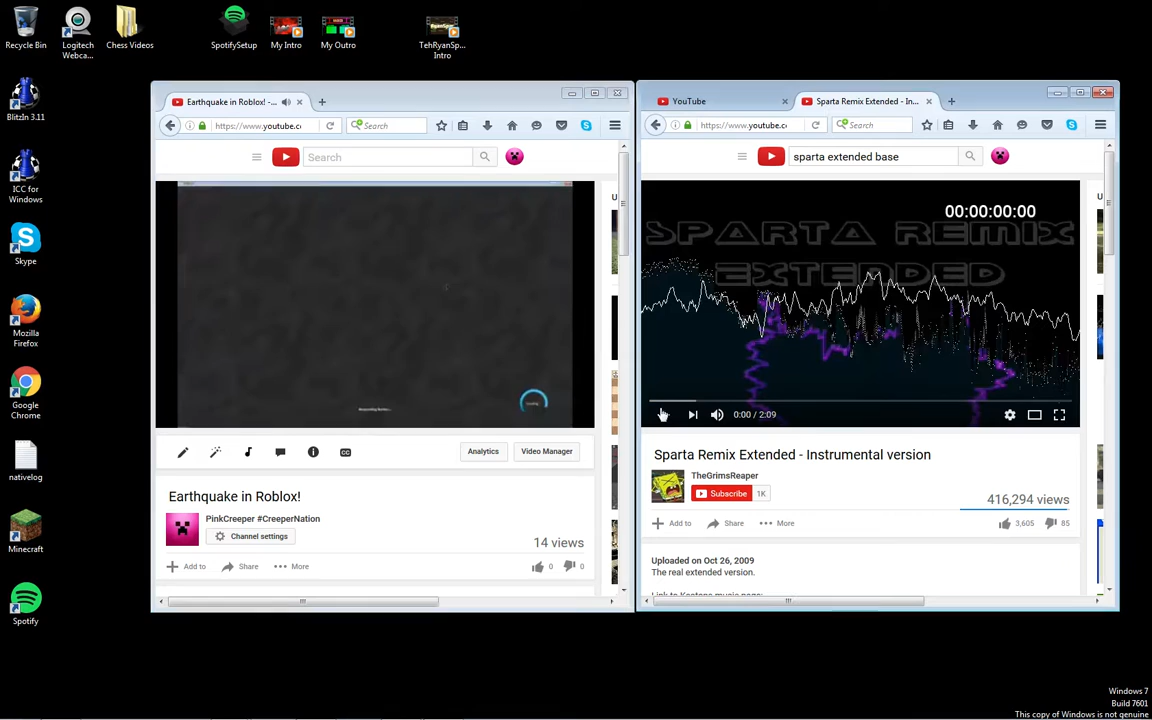 Recycle Bin
Logitech Webca...
Chess Videos
SpotifySetup
My Intro
My Outro
TehRyanSp... Intro
BlitzIn 3.11
ICC for Windows
Skype
Mozilla Firefox
Google Chrome
nativelog
Minecraft
Spotify
Earthquake in Roblox! -...
https://www.youtube.c
Search
Search
Analytics
Video Manager
Earthquake in Roblox!
PinkCreeper #CreeperNation
Channel settings
14 views
Add to
Share
More
0
0
YouTube
Sparta Remix Extended - In...
https://www.youtube.c
Search
sparta extended base
00:00:00:00
SPARTA REMIX
EXTENDED
0:00 / 2:09
Sparta Remix Extended - Instrumental version
TheGrimsReaper
Subscribe
1K
416,294 views
Add to
Share
More
3,605
85
Uploaded on Oct 26, 2009
The real extended version.
Windows 7
Build 7601
This copy of Windows is not genuine